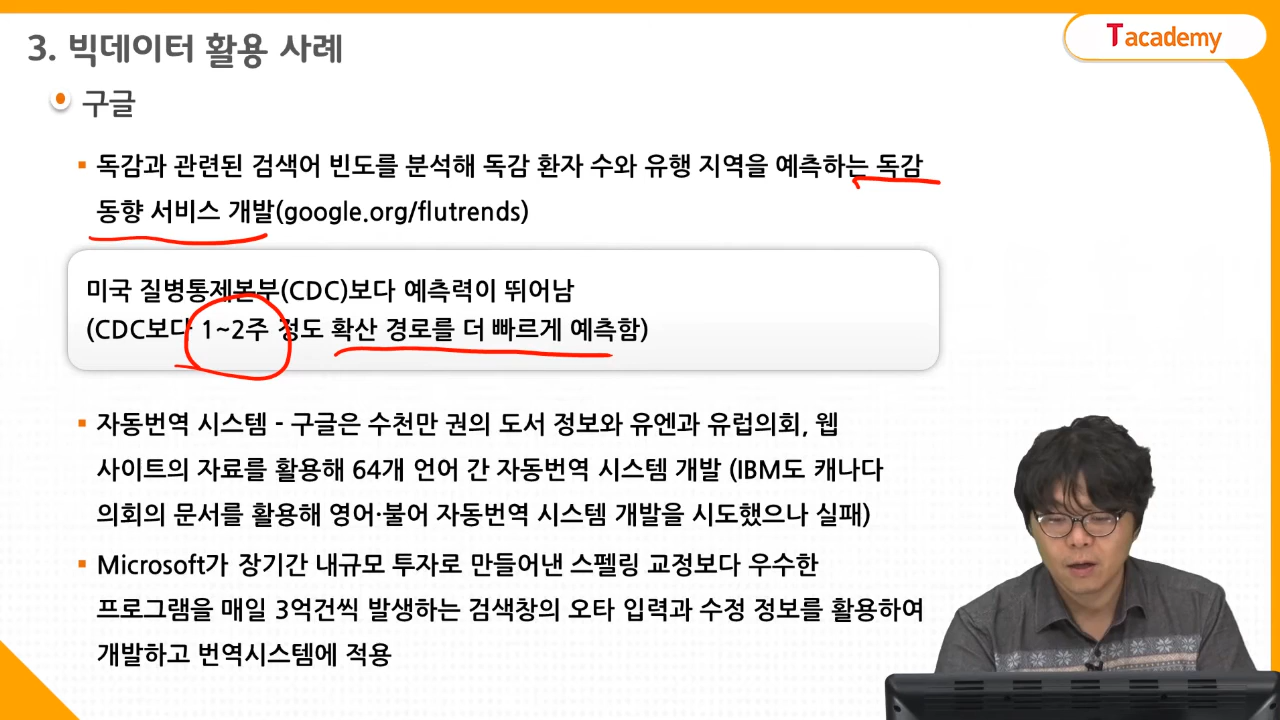 3. 빅데이터 활용 사례
Tacademy
구글
독감과 관련된 검색어 빈도를 분석해 독감 환자 수와 유행 지역을 예측하는 독감
동향 서비스 개발(google.org/flutrends)
미국 질병통제본부(CDC)보다 예측력이 뛰어남
(CDC보다 1~2주 정도 확산 경로를 더 빠르게 예측함)
자동번역 시스템 - 구글은 수천만 권의 도서 정보와 유엔과 유럽의회, 웹
사이트의 자료를 활용해 64개 언어 간 자동번역 시스템 개발 (IBM도 캐나다
의회의 문서를 활용해 영어·불어 자동번역 시스템 개발을 시도했으나 실패)
Microsoft가 장기간 내규모 투자로 만들어낸 스펠링 교정보다 우수한
프로그램을 매일 3억건씩 발생하는 검색창의 오타 입력과 수정 정보를 활용하여
개발하고 번역시스템에 적용